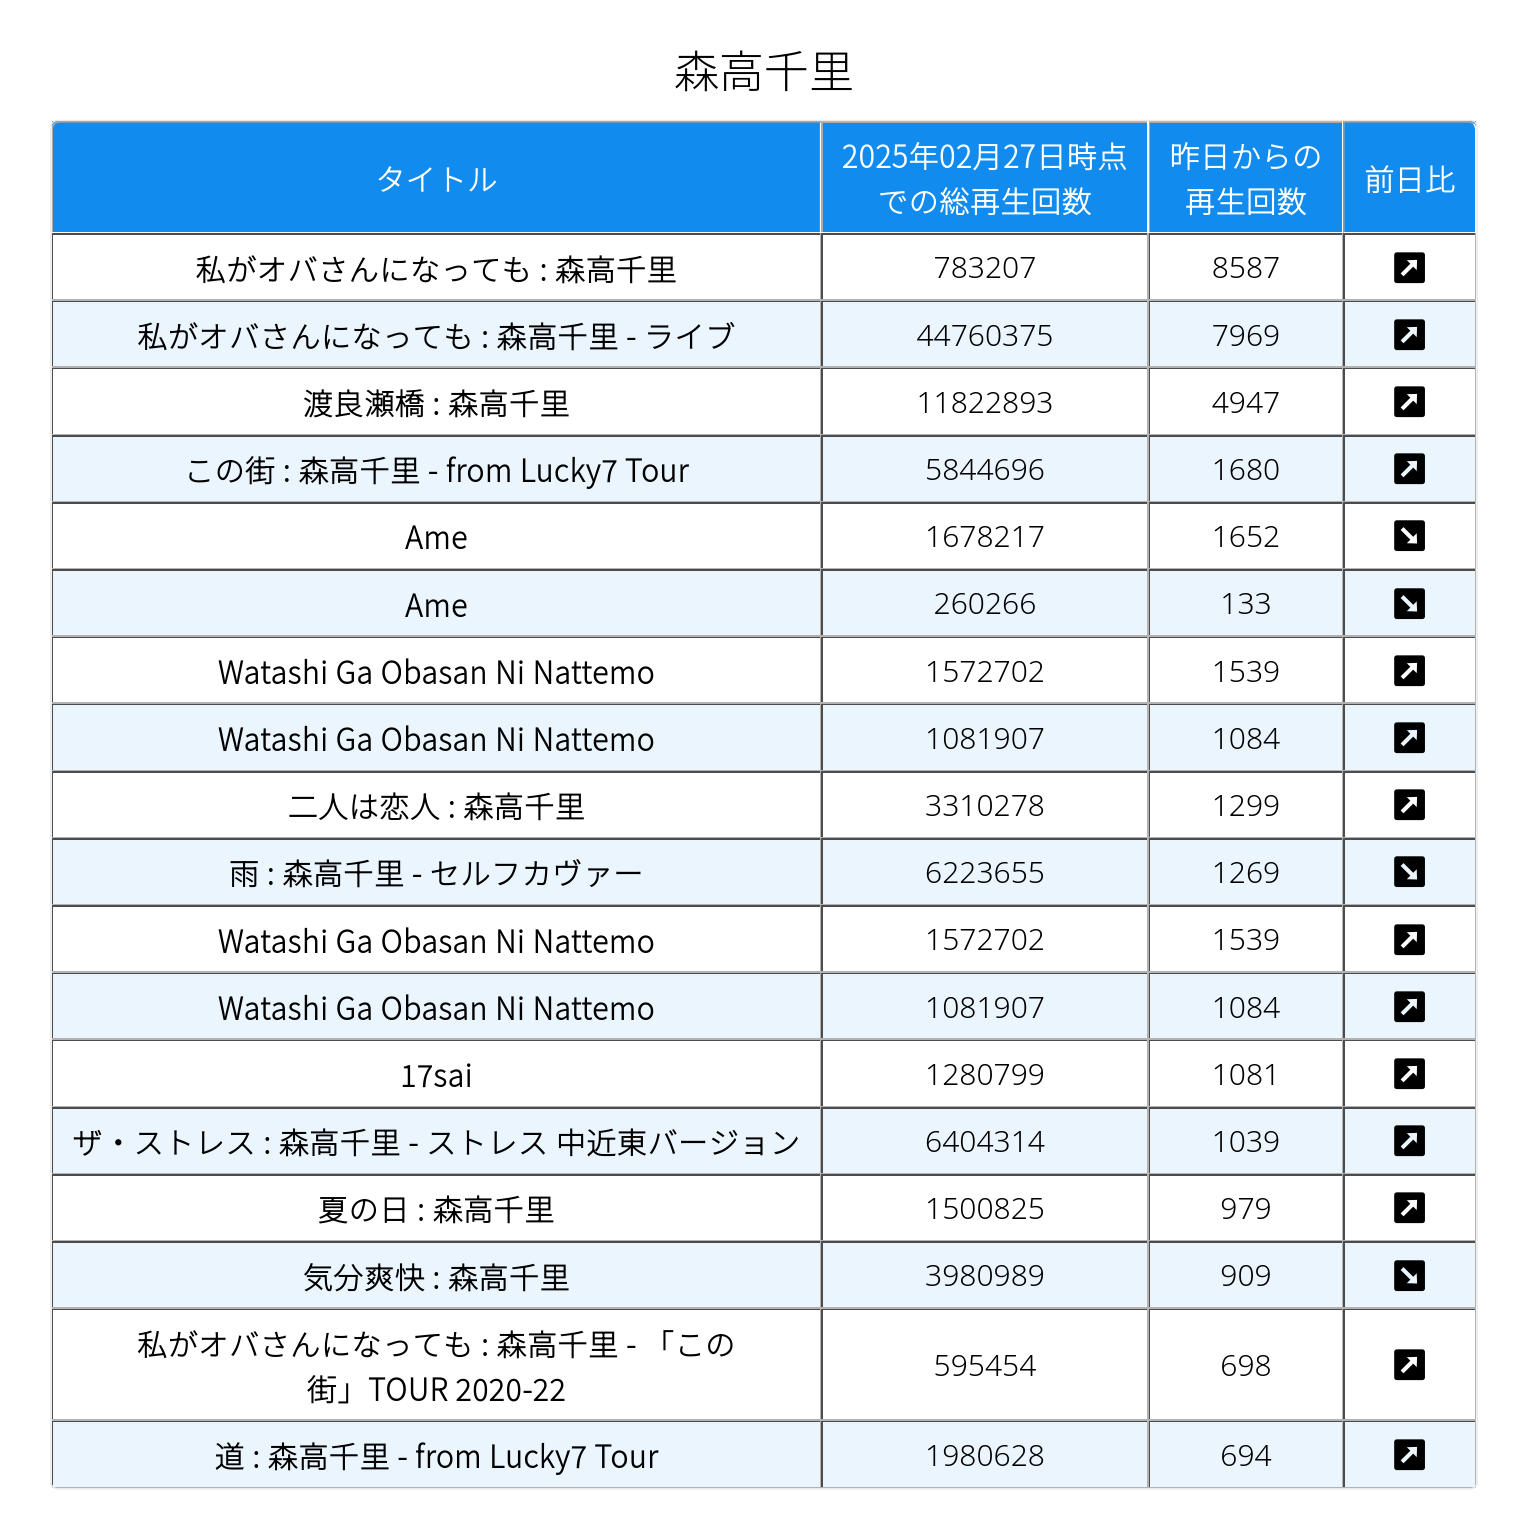 森高千里
タイトル 2025年02月27日時点での総再生回数 昨日からの再生回数 前日比
私がオバさんになっても : 森高千里 783207 8587
私がオバさんになっても : 森高千里 - ライブ 44760375 7969
渡良瀬橋 : 森高千里 11822893 4947
この街 : 森高千里 - from Lucky7 Tour 5844696 1680
Ame 1678217 1652
Ame 260266 133
Watashi Ga Obasan Ni Nattemo 1572702 1539
Watashi Ga Obasan Ni Nattemo 1081907 1084
二人は恋人 : 森高千里 3310278 1299
雨 : 森高千里 - セルフカヴァー 6223655 1269
Watashi Ga Obasan Ni Nattemo 1572702 1539
Watashi Ga Obasan Ni Nattemo 1081907 1084
17sai 1280799 1081
ザ・ストレス : 森高千里 - ストレス 中近東バージョン 6404314 1039
夏の日 : 森高千里 1500825 979
気分爽快 : 森高千里 3980989 909
私がオバさんになっても : 森高千里 - 「この街」TOUR 2020-22 595454 698
道 : 森高千里 - from Lucky7 Tour 1980628 694